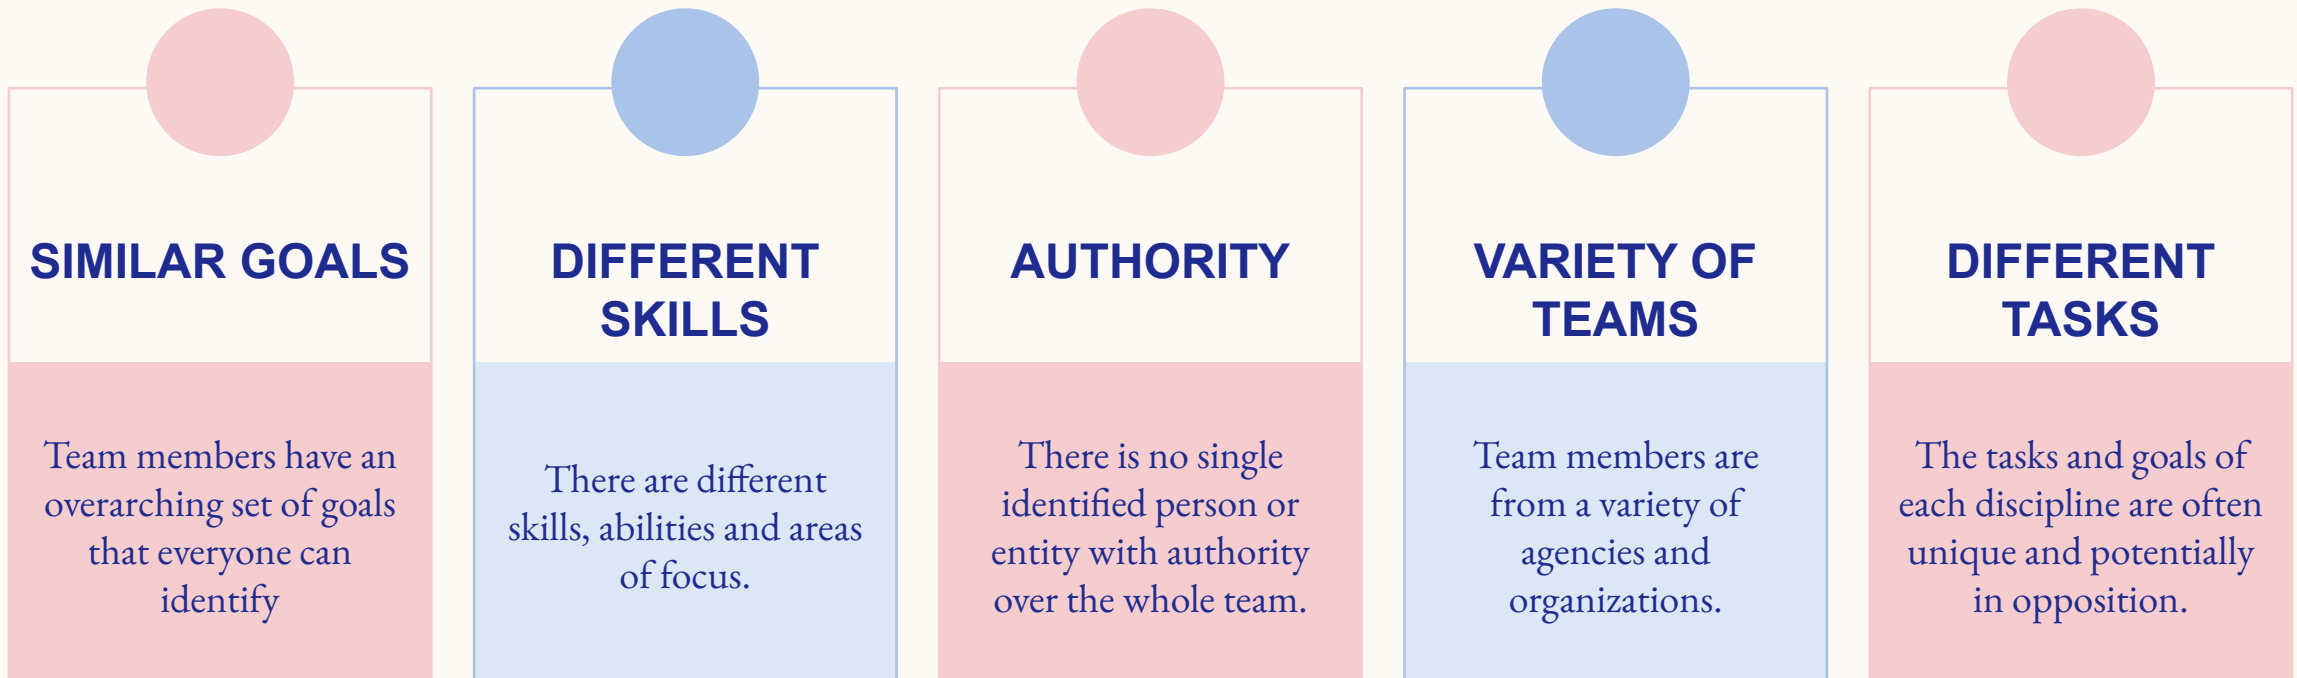 SIMILAR GOALS
Team members have an
overarching set of goals
that everyone can
identify
DIFFERENT
SKILLS
There are different
skills, abilities and areas
of focus.
AUTHORITY
There is no single
identified person or
entity with authority
over the whole team.
VARIETY OF
TEAMS
Team members are
from a variety of
agencies and
organizations.
DIFFERENT
TASKS
The tasks and goals of
each discipline are often
unique and potentially
in opposition.